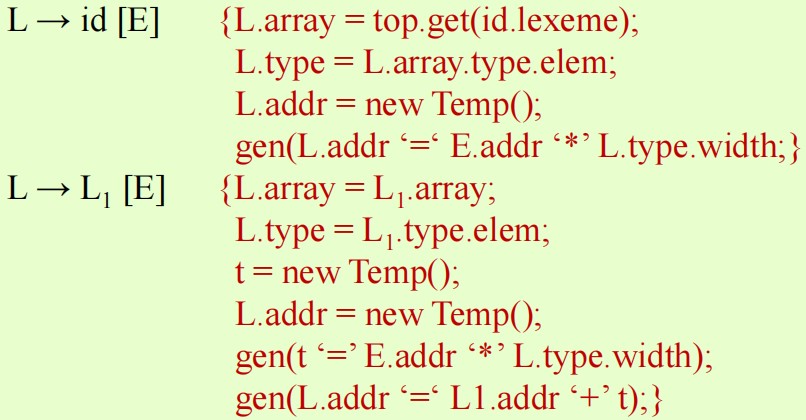 L → id [E] {L.array = top.get(id.lexeme);
L.type = L.array.type.elem;
L.addr = new Temp();
gen(L.addr ‘=‘ E.addr ‘*’ L.type.width;}
L → L₁ [E] {L.array = L₁.array;
L.type = L₁.type.elem;
t = new Temp();
L.addr = new Temp();
gen(t ‘=’ E.addr ‘*’ L.type.width);
gen(L.addr ‘=‘ L1.addr ‘+’ t);}